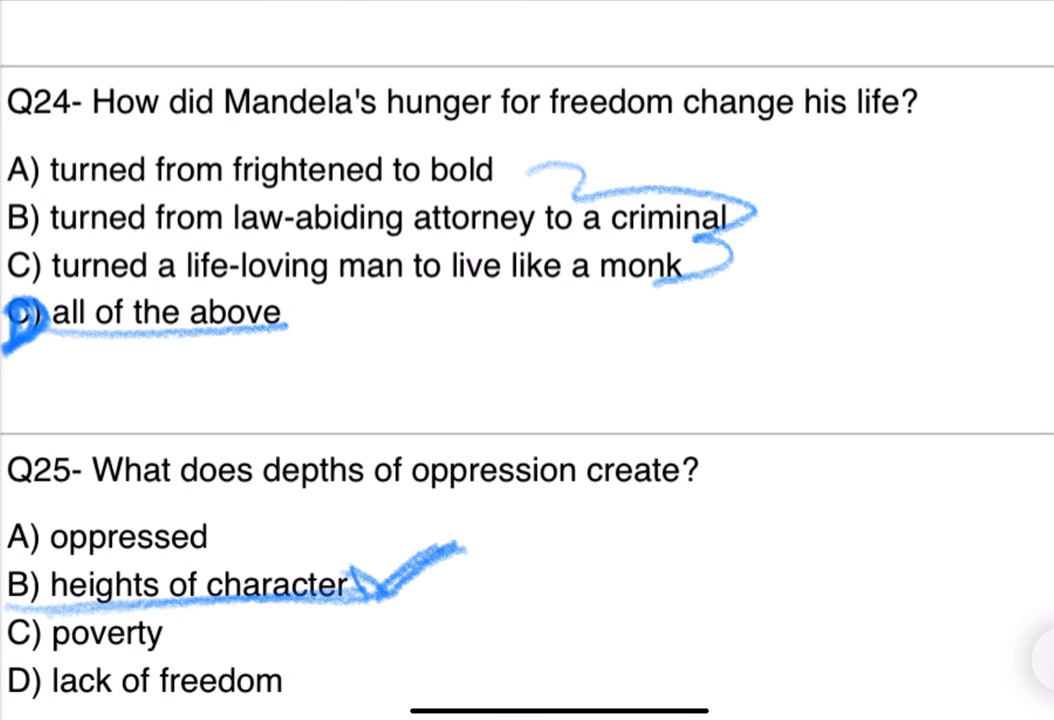 Q24- How did Mandela's hunger for freedom change his life?
A) turned from frightened to bold
B) turned from law-abiding attorney to a criminal
C) turned a life-loving man to live like a monk
D) all of the above
Q25- What does depths of oppression create?
A) oppressed
B) heights of character
C) poverty
D) lack of freedom